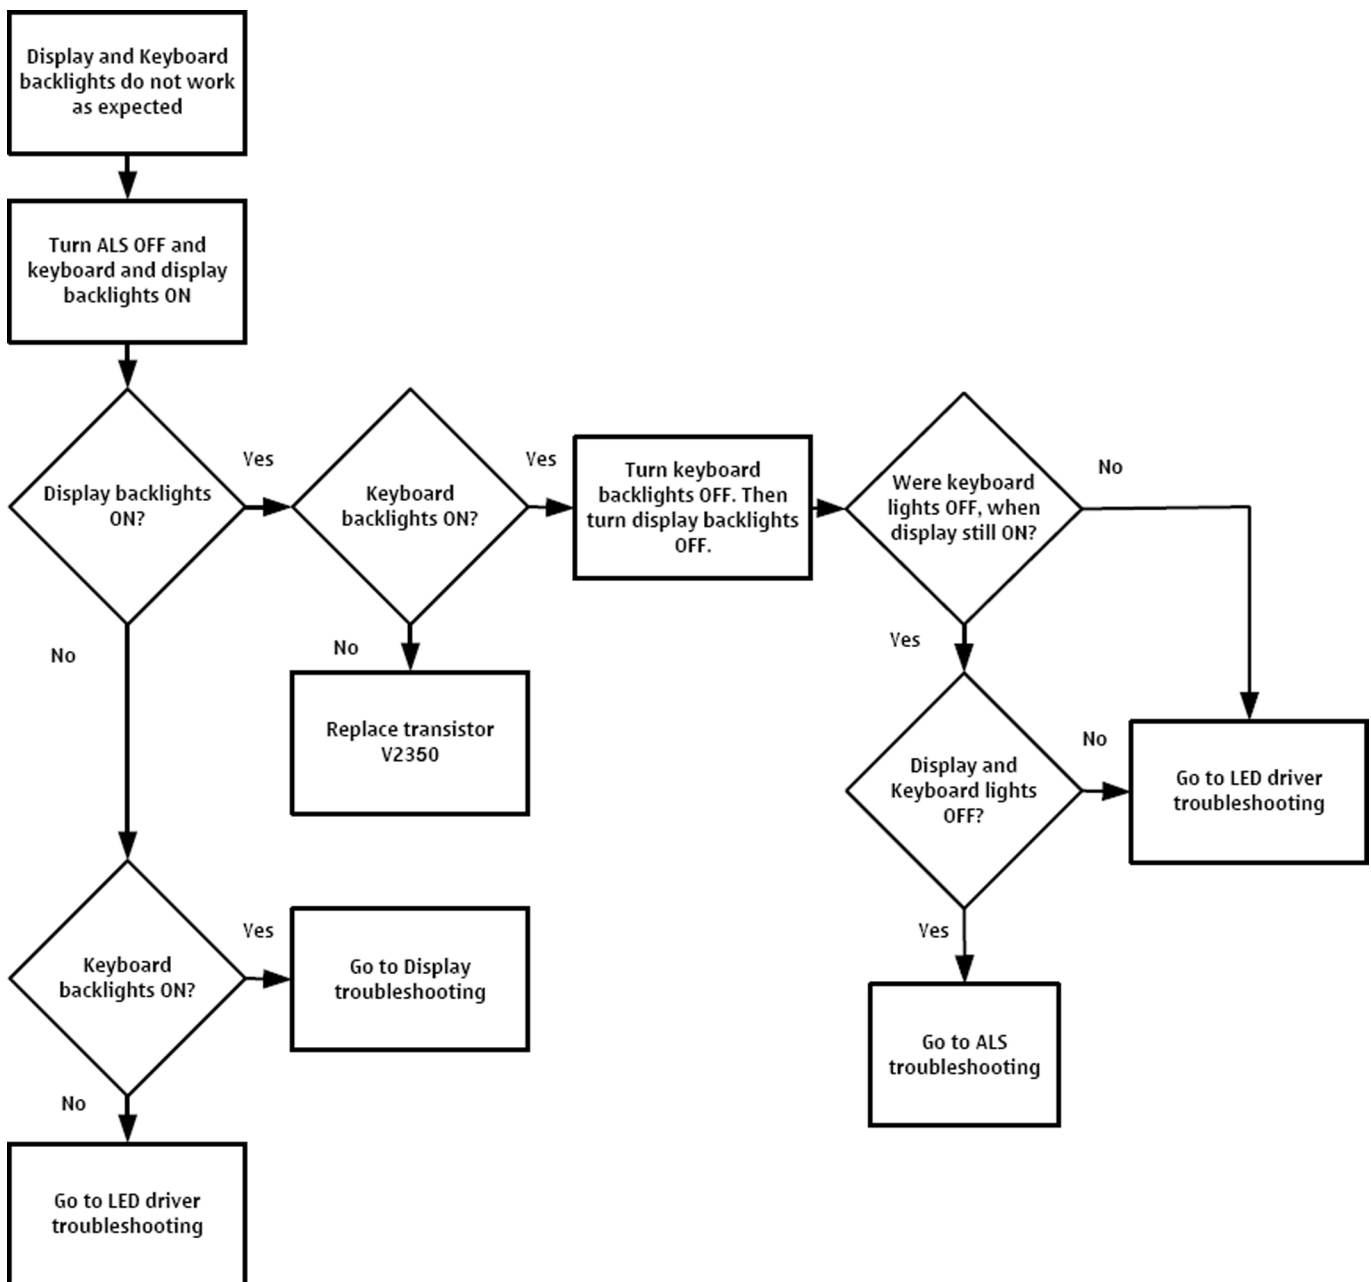 Display and Keyboard
backlights do not work
as expected
Turn ALS OFF and
keyboard and display
backlights ON
Display backlights
ON?
Yes
No
Keyboard
backlights ON?
Yes
No
Turn keyboard
backlights OFF. Then
turn display backlights
OFF.
Were keyboard
lights OFF, when
display still ON?
No
Yes
Replace transistor
V2350
Display and
Keyboard lights
OFF?
No
Yes
Go to LED driver
troubleshooting
Keyboard
backlights ON?
Yes
No
Go to Display
troubleshooting
Go to ALS
troubleshooting
Go to LED driver
troubleshooting